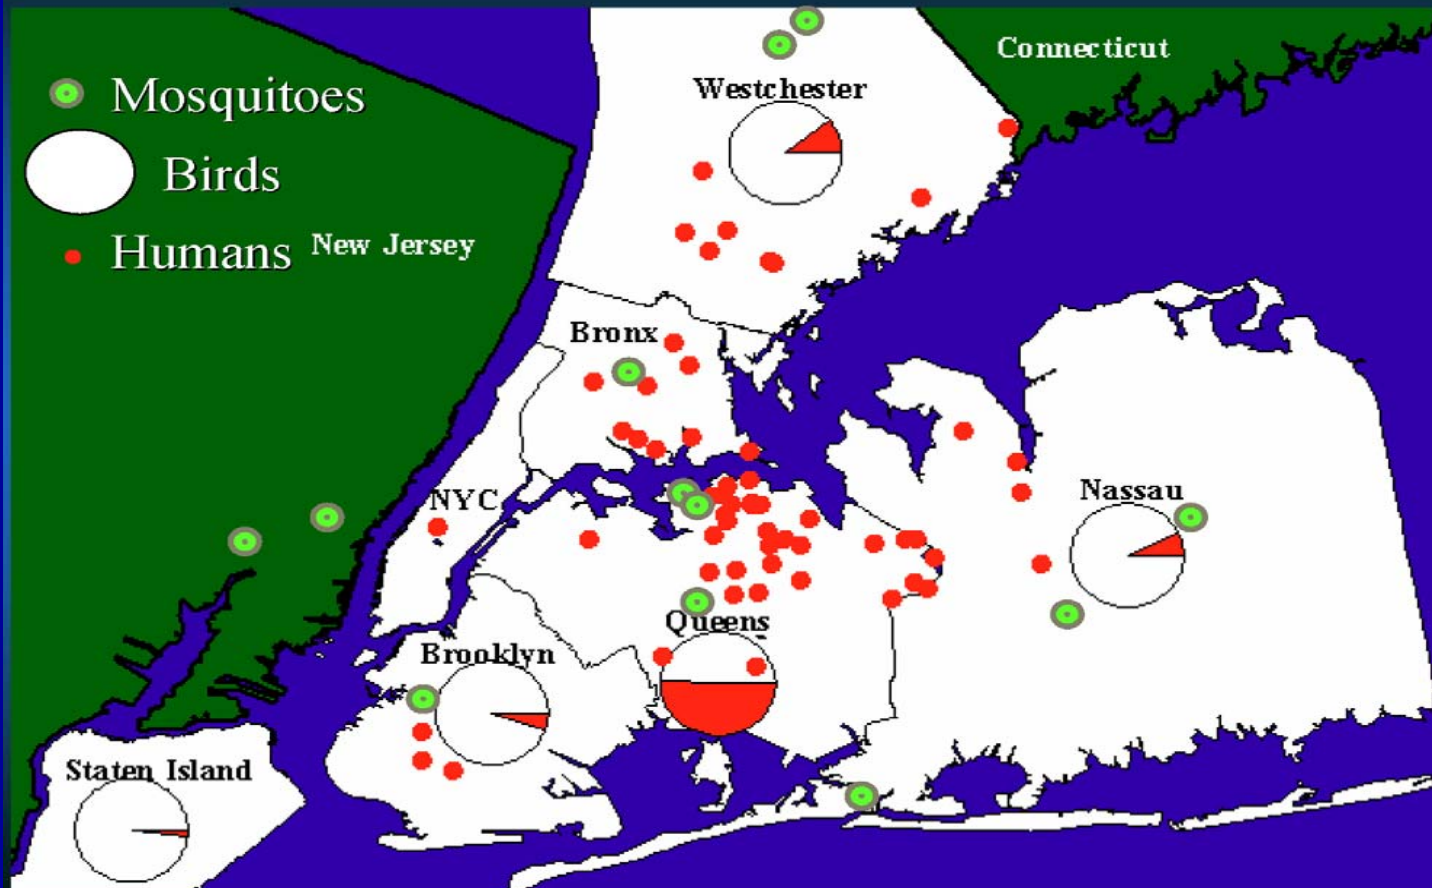 Connecticut
Mosquitoes
Westchester
Birds
Humans
New Jersey
Bronx
NYC
Nassau
Queens
Brooklyn
Staten Island